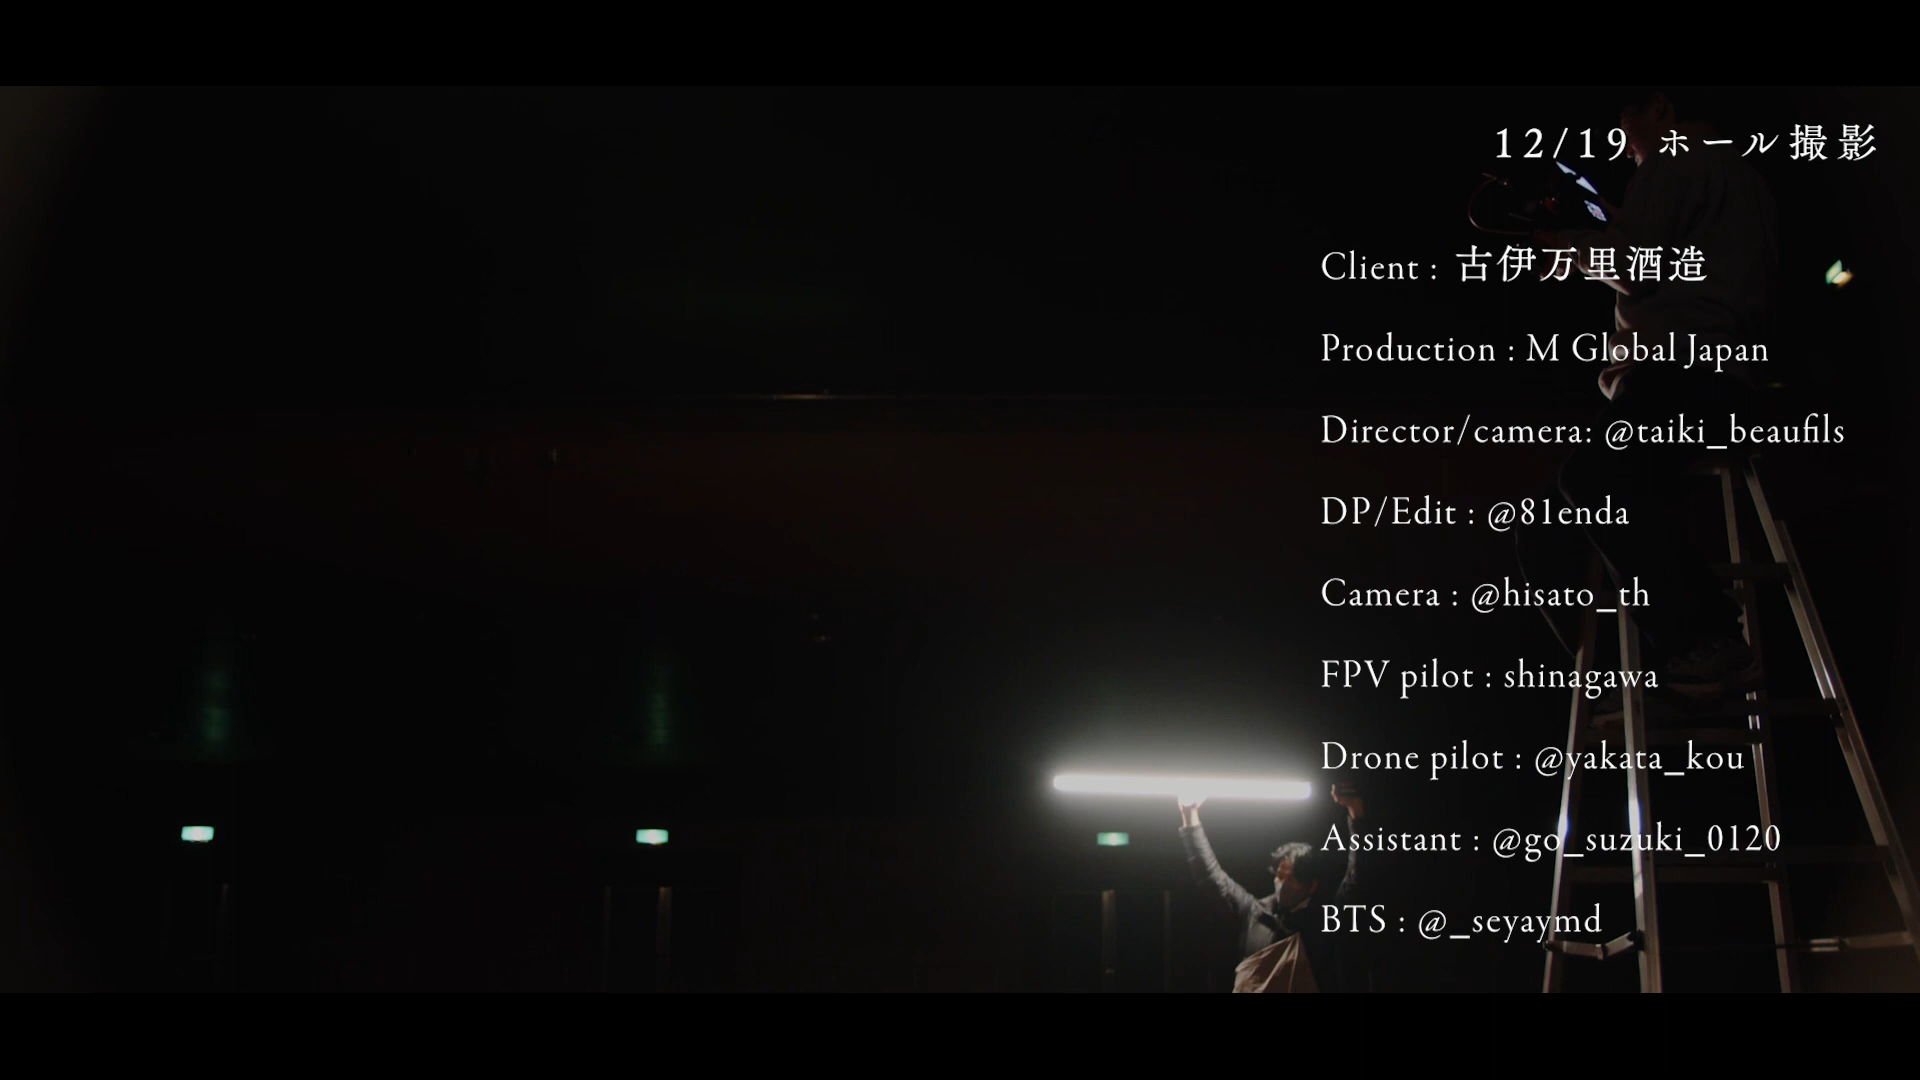 12/19 ホール撮影
Client : 古伊万里酒造
Production : M Global Japan
Director/camera: @taiki_beaufils
DP/Edit : @81enda
Camera : @hisato_th
FPV pilot : shinagawa
Drone pilot : @yakata_kou
Assistant : @go_suzuki_0120
BTS : @_seyaymd